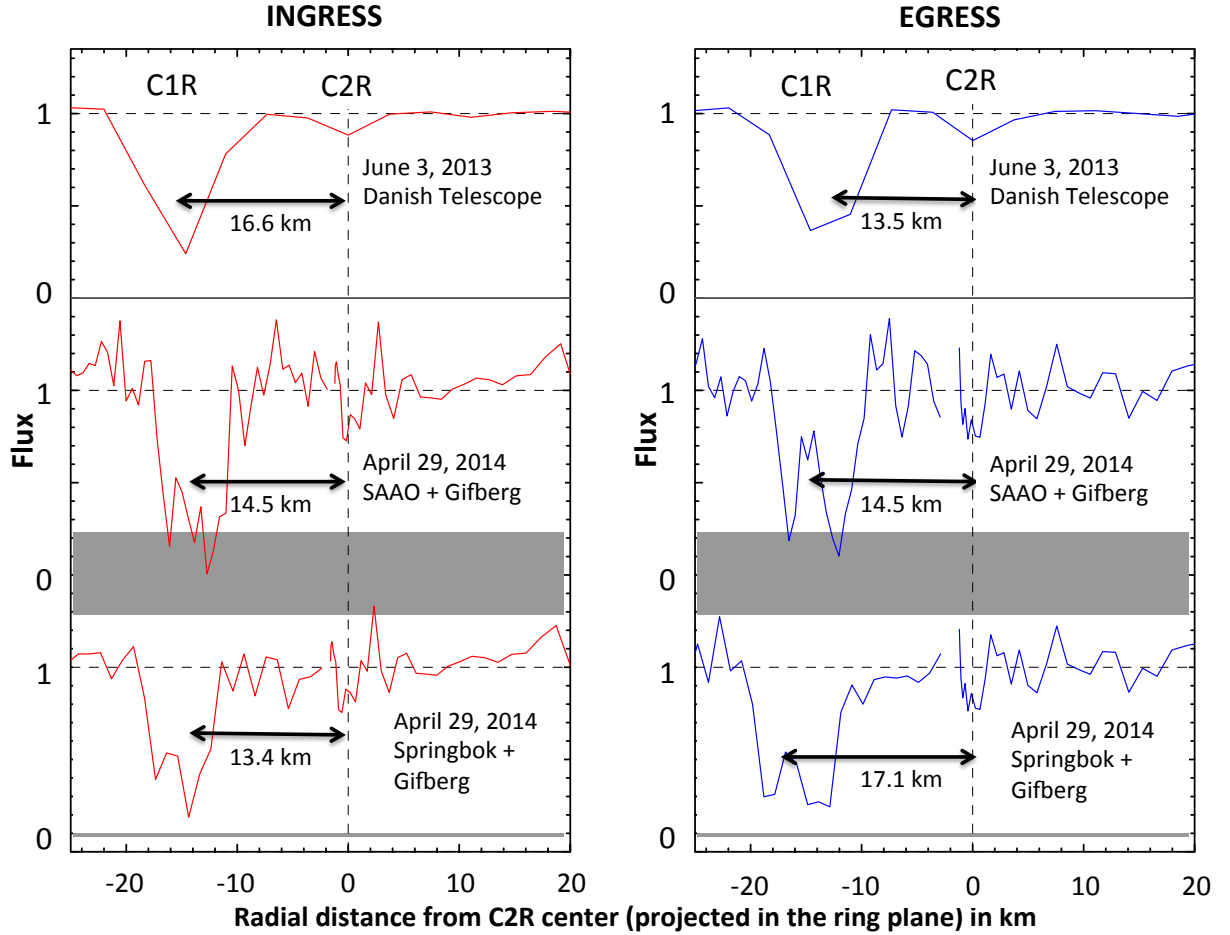 INGRESS
EGRESS
C1R
C2R
C1R
C2R
1
1
June 3, 2013
Danish Telescope
June 3, 2013
Danish Telescope
16.6 km
13.5 km
0
0
1
1
Flux
Flux
April 29, 2014
SAAO + Gifberg
April 29, 2014
SAAO + Gifberg
14.5 km
14.5 km
0
0
1
1
April 29, 2014
Springbok +
Gifberg
April 29, 2014
Springbok +
Gifberg
13.4 km
17.1 km
0
0
-20 -10 0 10 20
-20 -10 0 10 20
Radial distance from C2R center (projected in the ring plane) in km